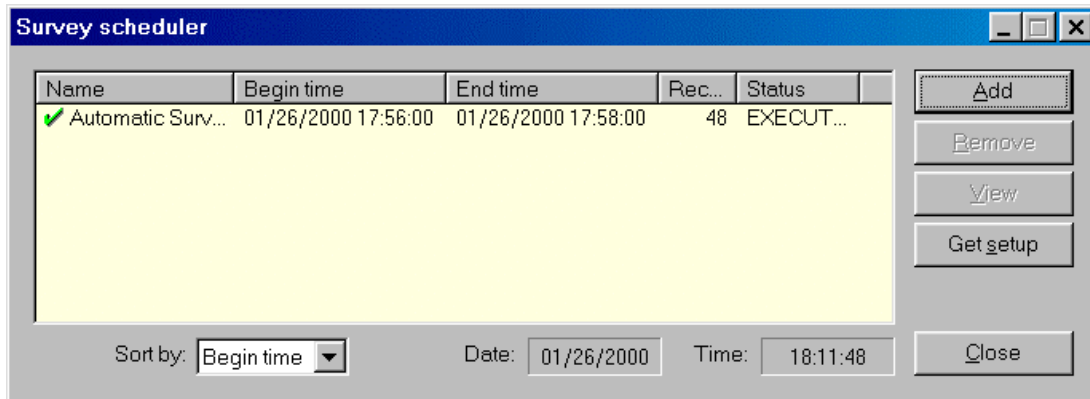 Survey scheduler
Name Begin time End time Rec... Status
Automatic Surv... 01/26/2000 17:56:00 01/26/2000 17:58:00 48 EXECUT...
Add
Remove
View
Get setup
Sort by: Begin time Date: 01/26/2000 Time: 18:11:48 Close